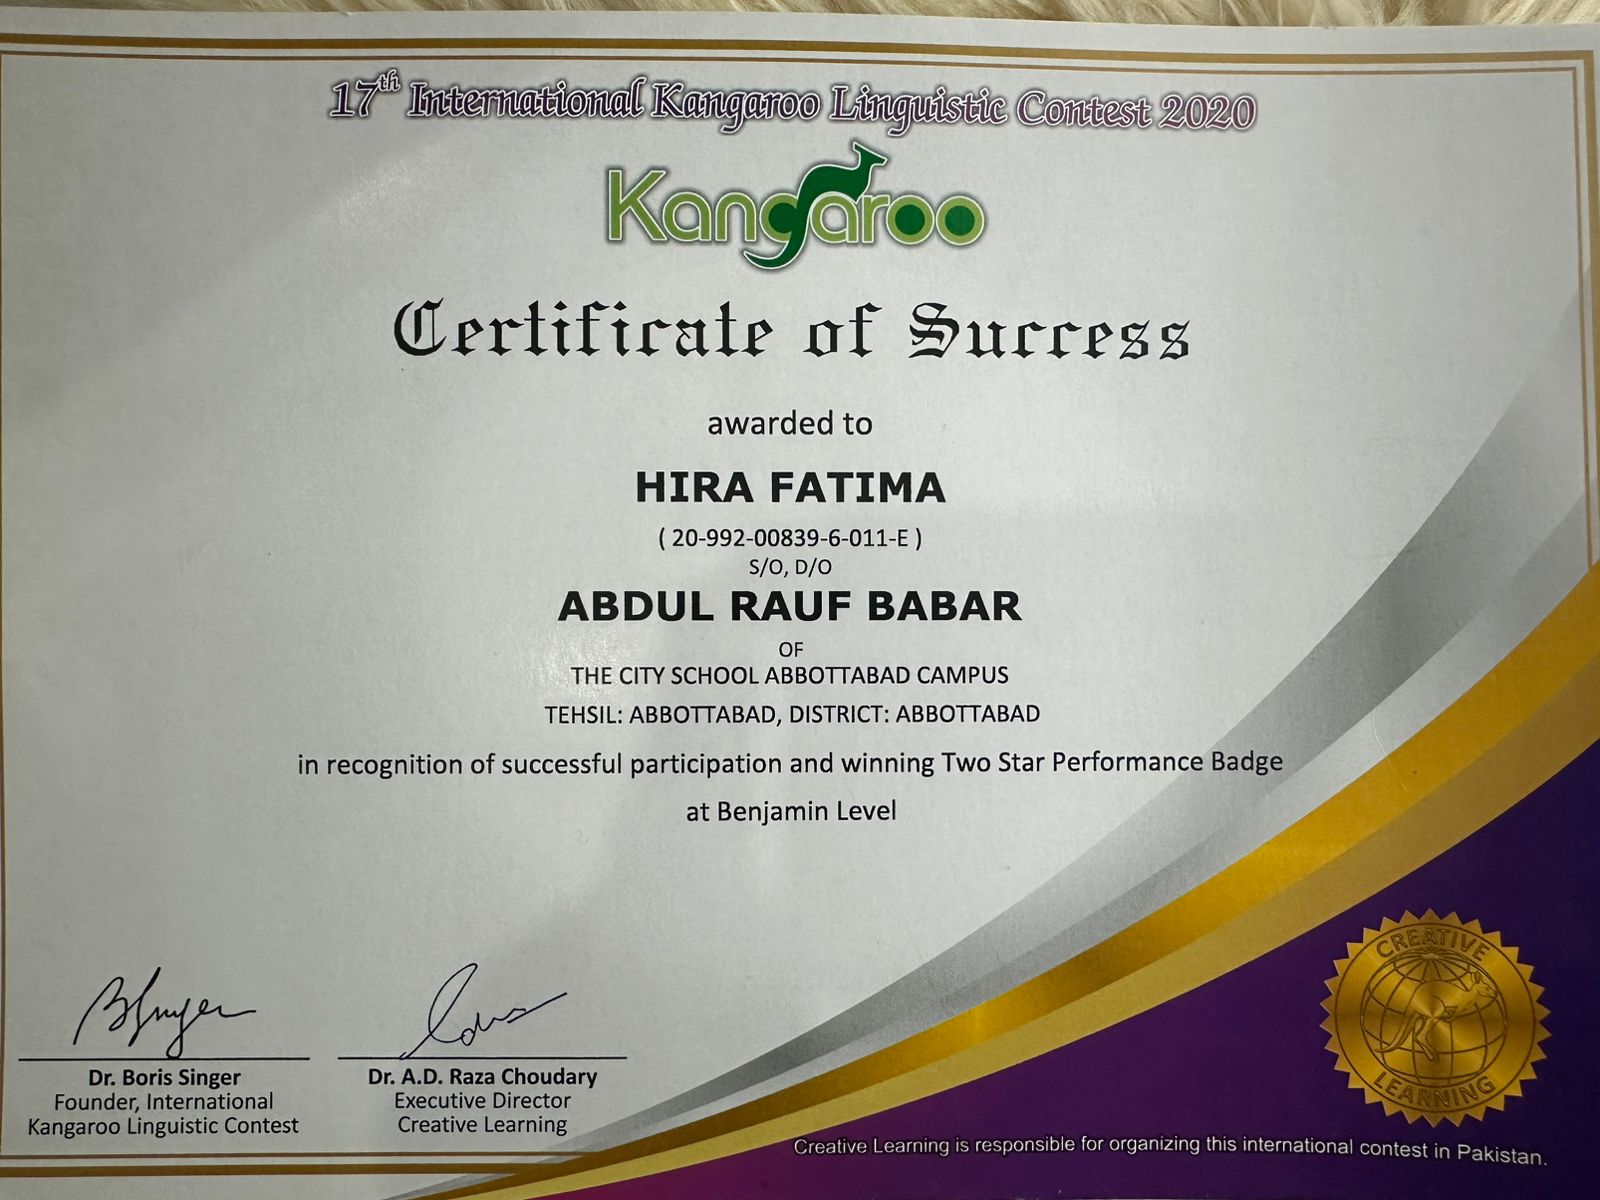 17th International Kangaroo Linguistic Contest 2020
Kangaroo
Certificate of Success
awarded to
HIRA FATIMA
( 20-992-00839-6-011-E )
S/O, D/O
ABDUL RAUF BABAR
OF
THE CITY SCHOOL ABBOTTABAD CAMPUS
TEHSIL: ABBOTTABAD, DISTRICT: ABBOTTABAD
in recognition of successful participation and winning Two Star Performance Badge
at Benjamin Level
BSinger
Dr. Boris Singer
Founder, International
Kangaroo Linguistic Contest
Dr. A.D. Raza Choudary
Executive Director
Creative Learning
CREATIVE
LEARNING
Creative Learning is responsible for organizing this international contest in Pakistan.